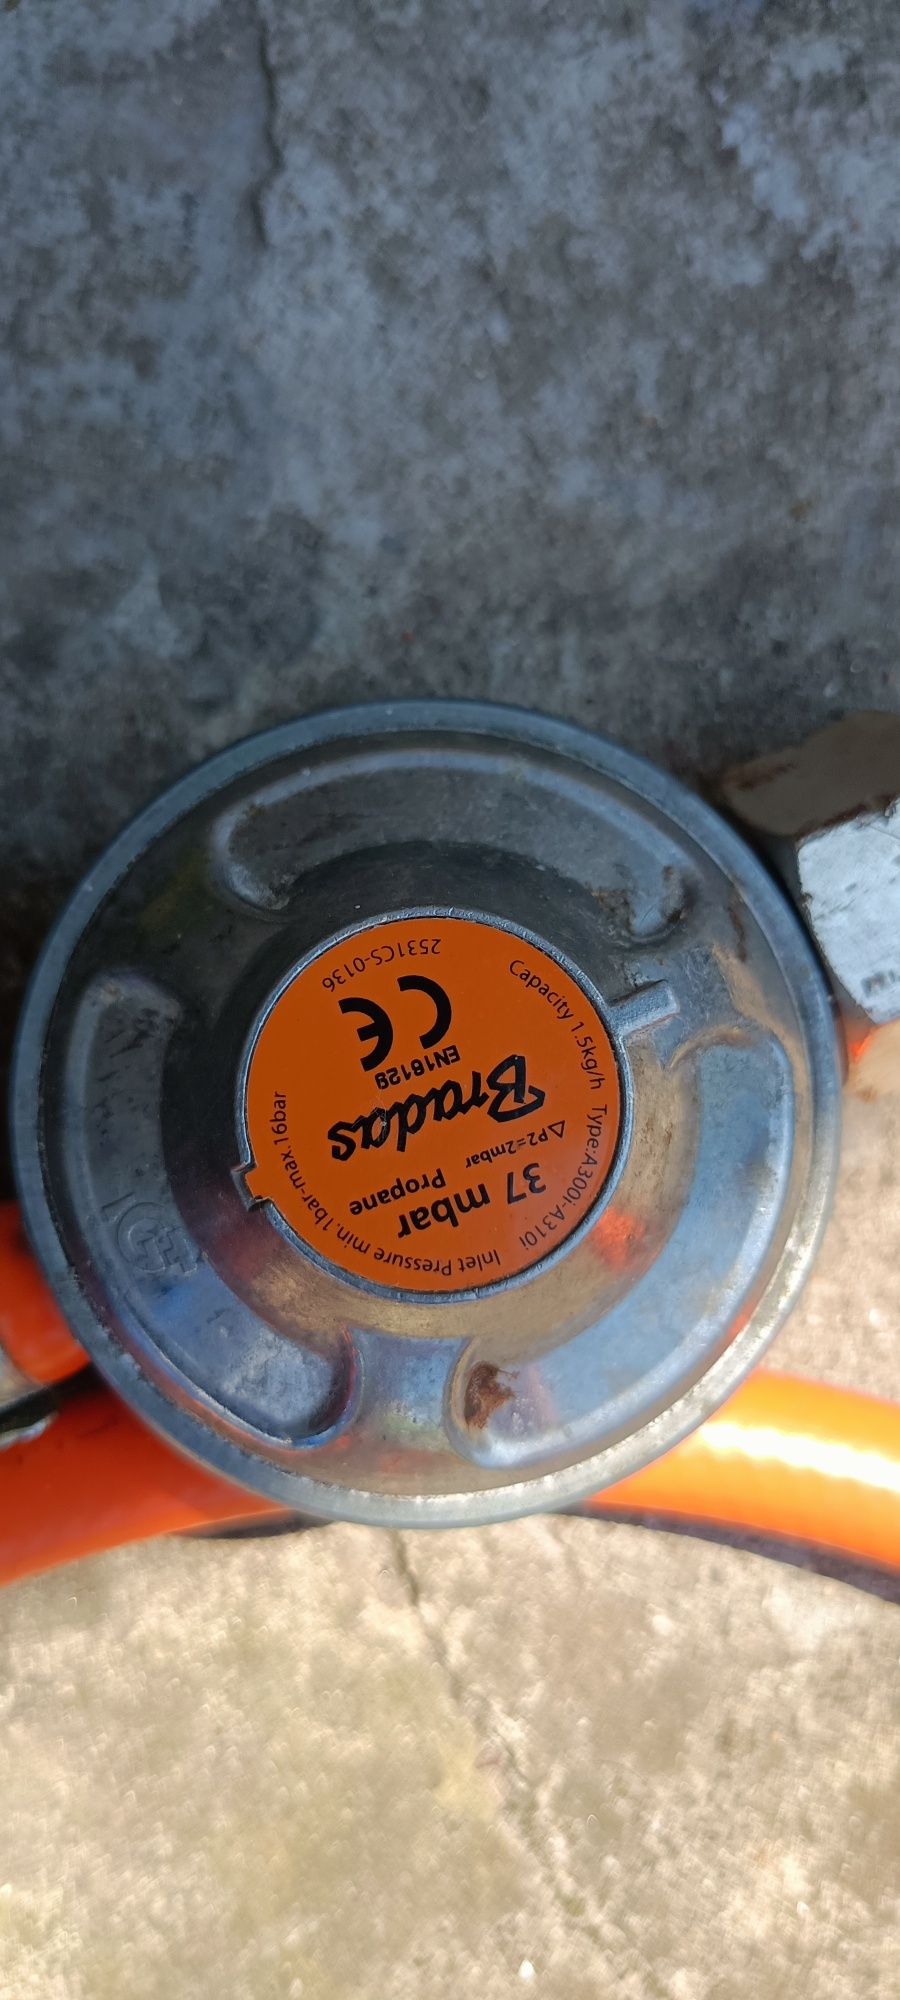 2531CS-0136
CE
EN16129
Bradas
△P2=2mbar
37 mbar
Propane
Capacity 1.5kg/h
Type:A300i-A310i
Inlet Pressure min.1bar-max.16bar